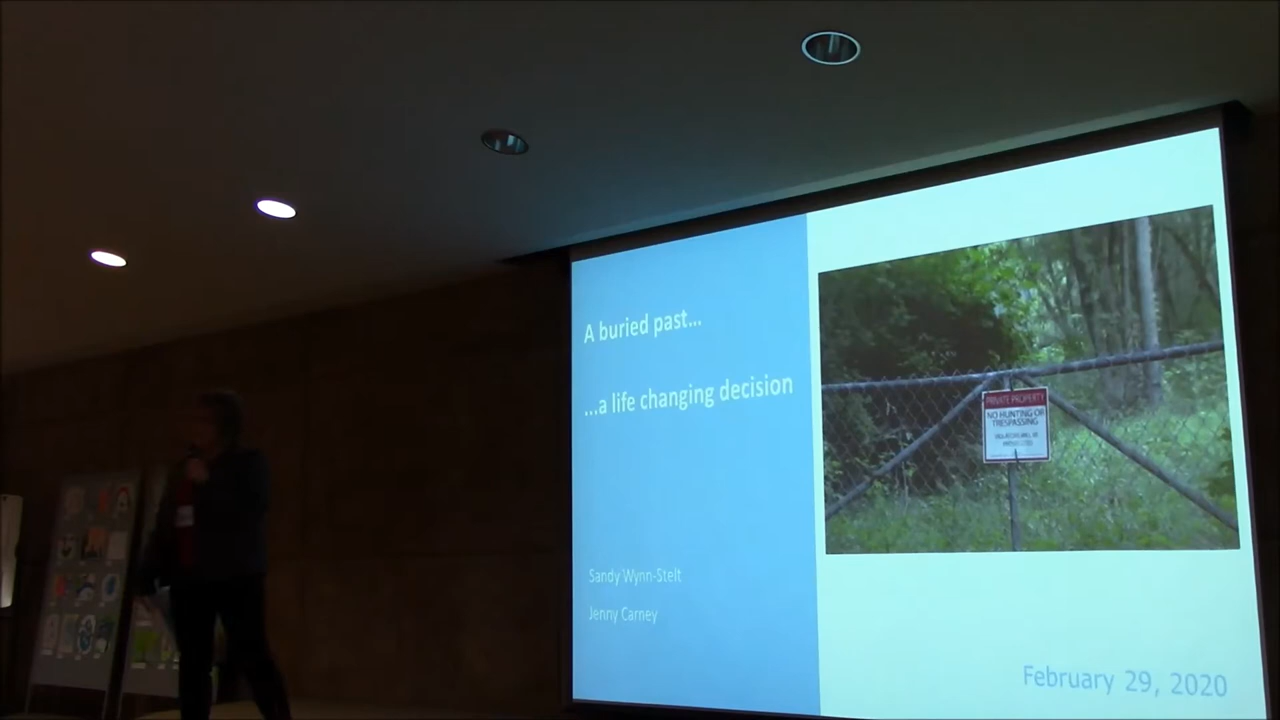 A buried past...
...a life changing decision
Sandy Wynn-Stelt
Jenny Carney
PRIVATE PROPERTY
NO HUNTING OR
TRESPASSING
February 29, 2020